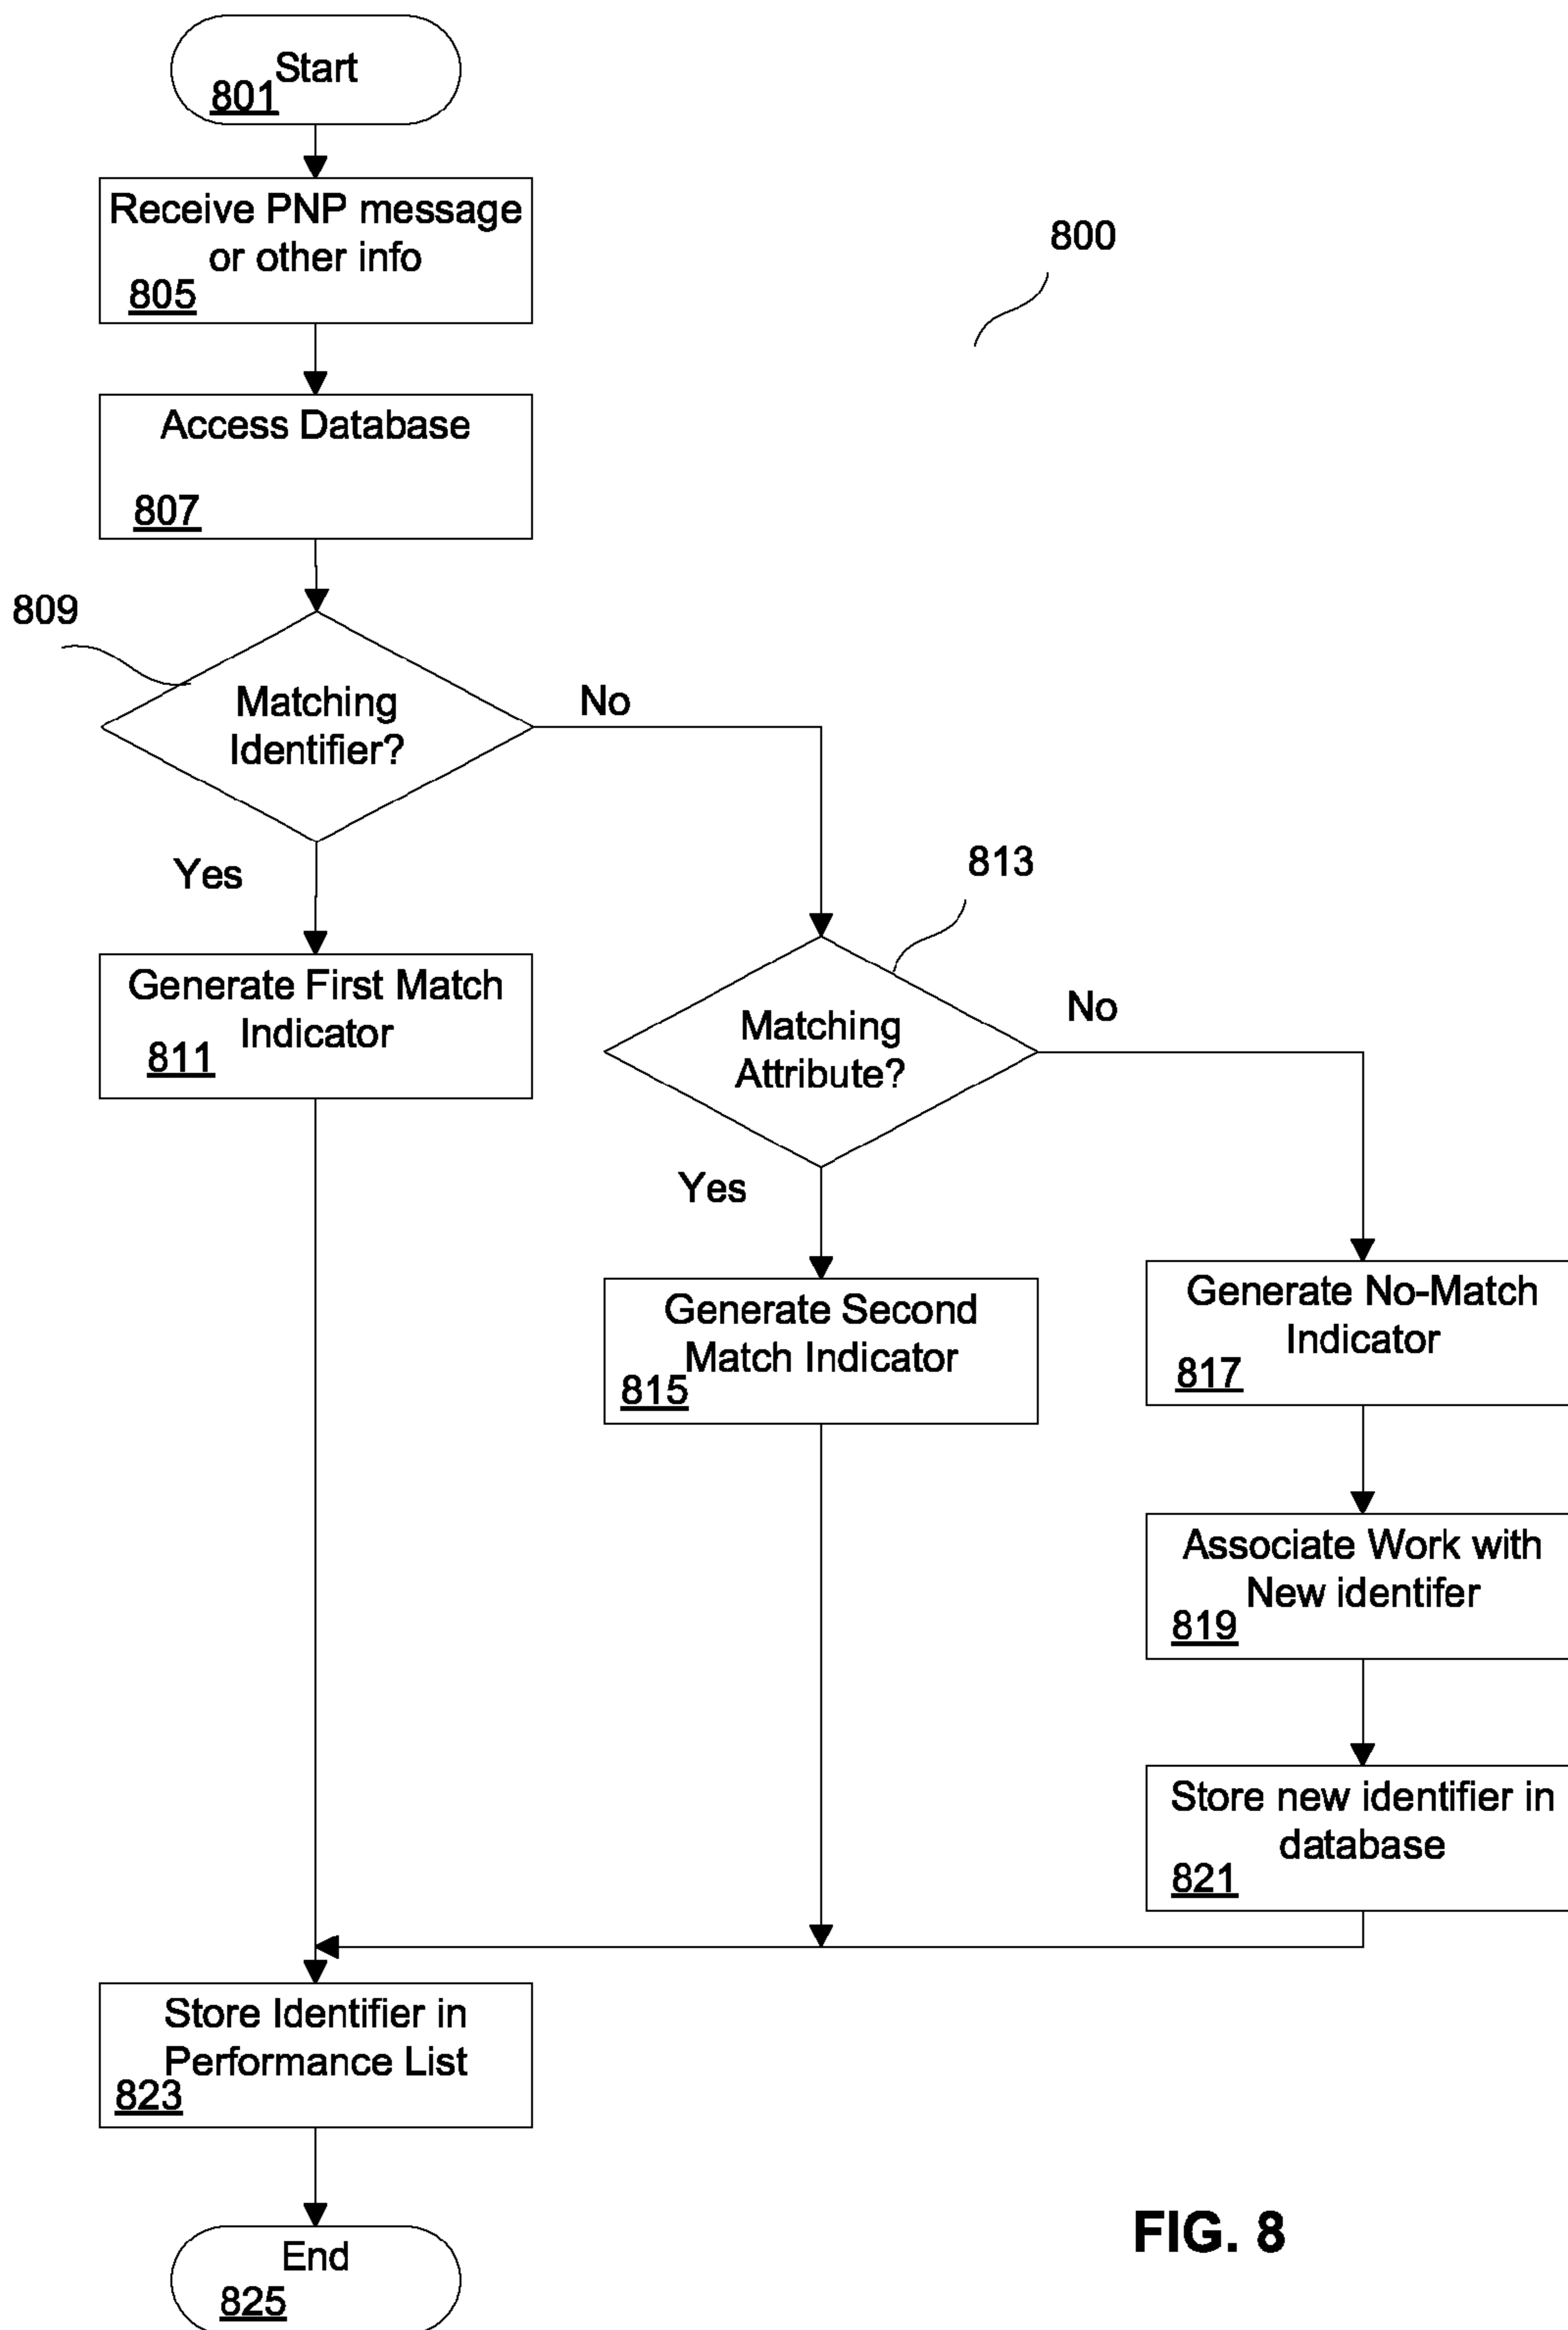 Start
801
Receive PNP message
or other info
805
800
Access Database
807
809
Matching
Identifier?
No
Yes
813
Generate First Match
Indicator
811
Matching
Attribute?
No
Yes
Generate Second
Match Indicator
815
Generate No-Match
Indicator
817
Associate Work with
New identifer
819
Store new identifier in
database
821
Store Identifier in
Performance List
823
End
825
FIG. 8